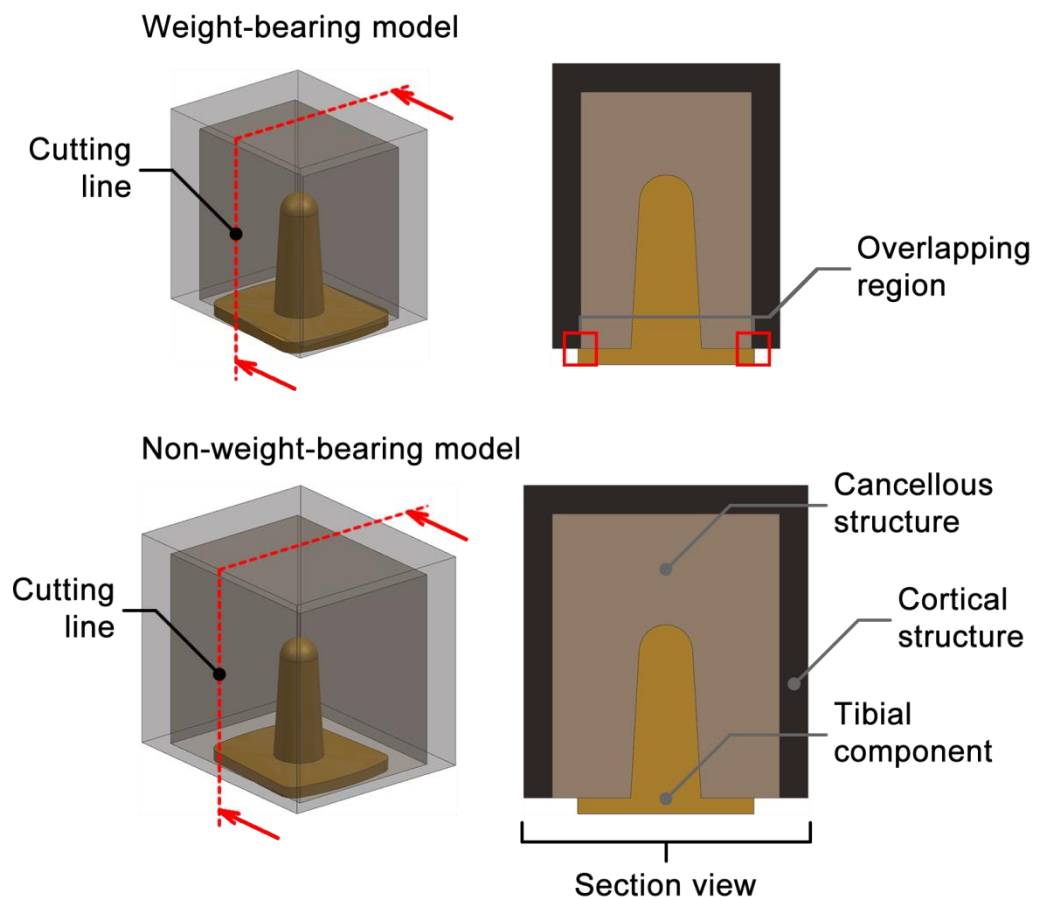 Weight-bearing model
Cutting
line
Overlapping
region
Non-weight-bearing model
Cutting
line
Cancellous
structure
Cortical
structure
Tibial
component
Section view